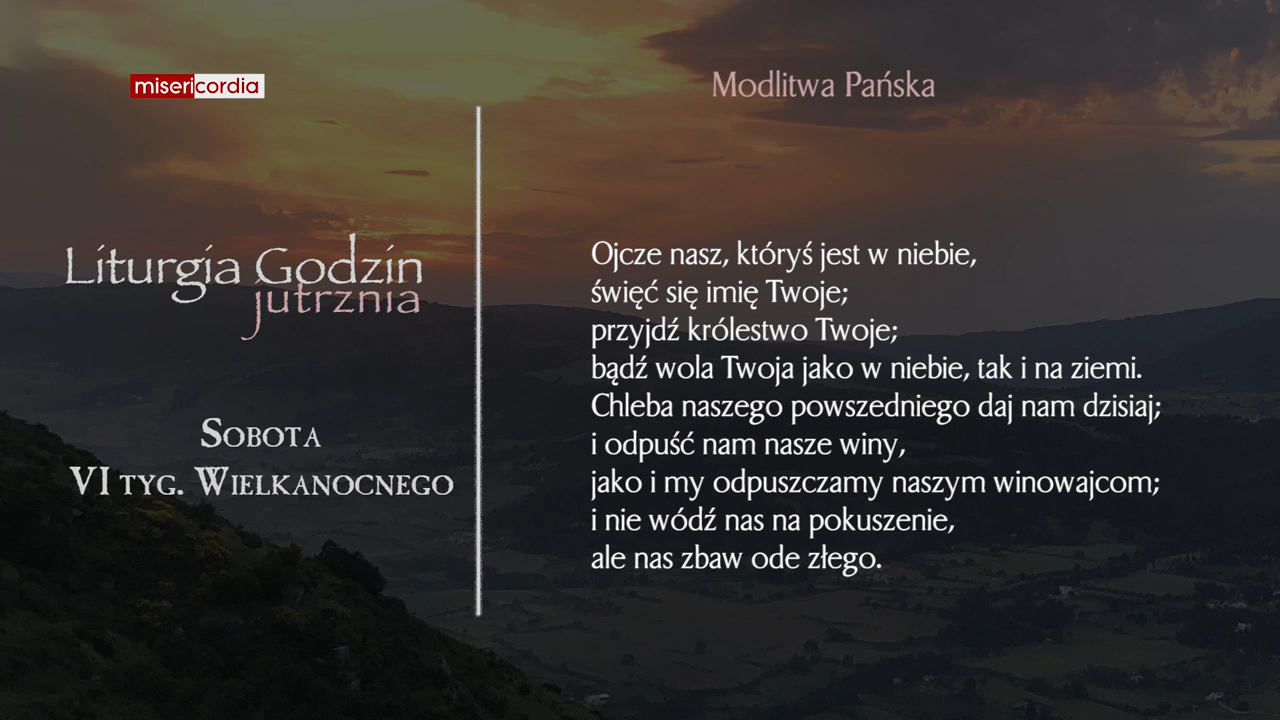 misericordia
Modlitwa Pańska
Liturgia Godzin
jutrznia
Sobota
VI tyg. Wielkanocnego
Ojcze nasz, któryś jest w niebie,
święć się imię Twoje;
przyjdź królestwo Twoje;
bądź wola Twoja jako w niebie, tak i na ziemi.
Chleba naszego powszedniego daj nam dzisiaj;
i odpuść nam nasze winy,
jako i my odpuszczamy naszym winowajcom;
i nie wódź nas na pokuszenie,
ale nas zbaw ode złego.